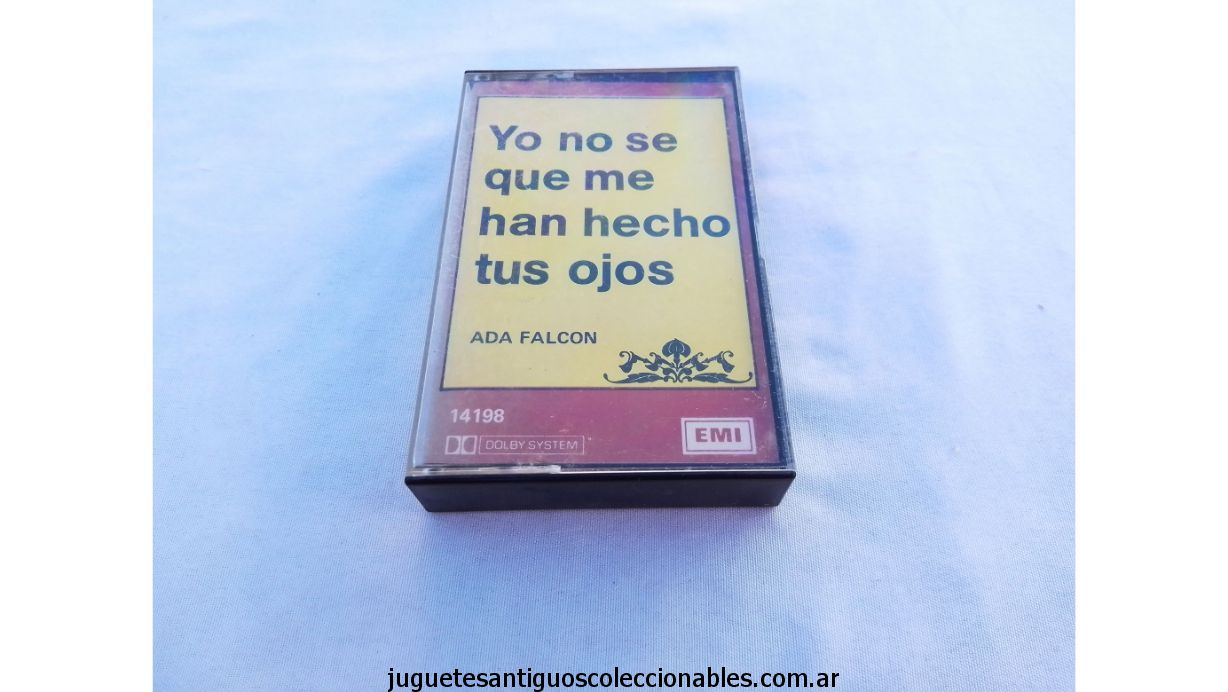 Yo no se
que me
han hecho
tus ojos
ADA FALCON
14198
DOLBY SYSTEM
EMI
juguetesantiguoscoleccionables.com.ar